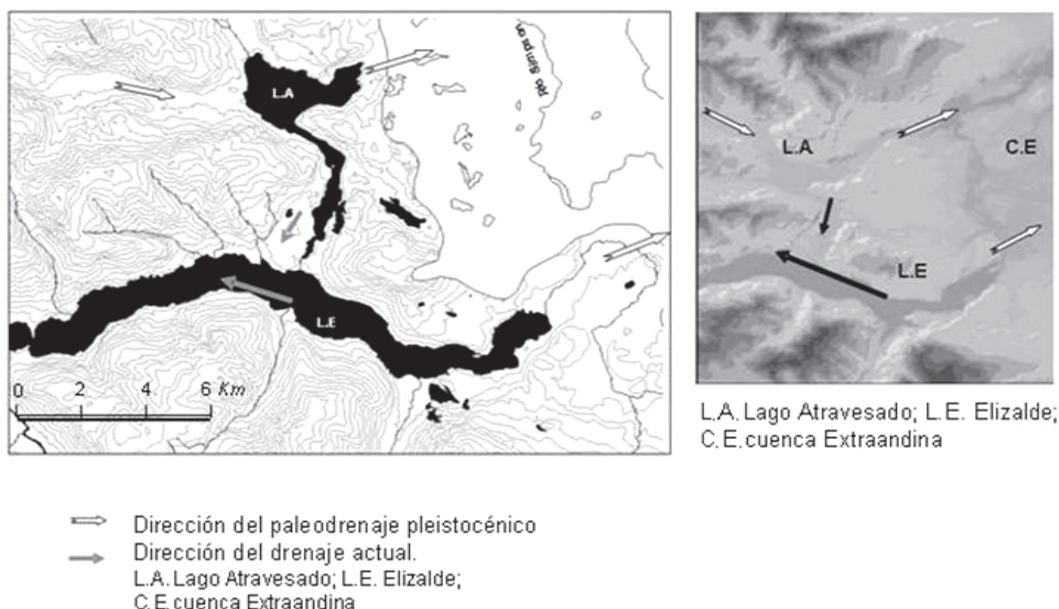 L.A
Río Simpson
L.E
0 2 4 6 Km
L.A
C.E
L.E
L.A. Lago Atravesado; L.E. Elizalde;
C.E.cuenca Extraandina
Dirección del paleodrenaje pleistocénico
Dirección del drenaje actual.
L.A. Lago Atravesado; L.E. Elizalde;
C.E.cuenca Extraandina